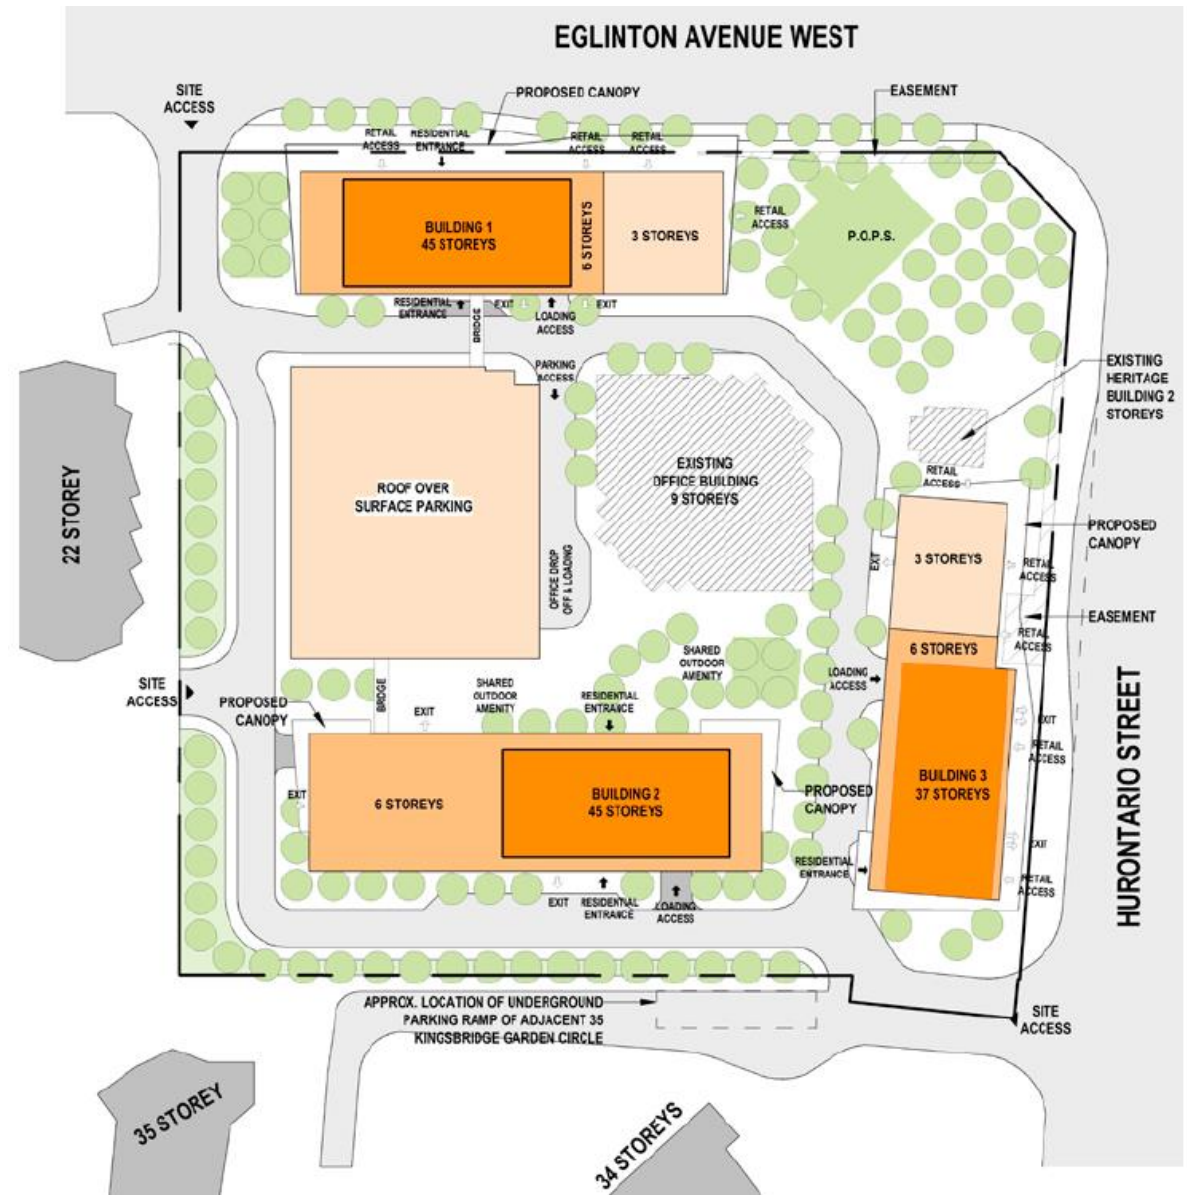 EGLINTON AVENUE WEST
SITE
ACCESS
PROPOSED CANOPY
EASEMENT
RETAIL
ACCESS
RESIDENTIAL
ENTRANCE
RETAIL
ACCESS
RETAIL
ACCESS
BUILDING 1
45 STOREYS
6 STOREYS
3 STOREYS
RETAIL
ACCESS
P.O.P.S.
RESIDENTIAL
ENTRANCE
EXIT
LOADING
ACCESS
EXIT
BRIDGE
PARKING
ACCESS
EXISTING
HERITAGE
BUILDING 2
STOREYS
22 STOREY
ROOF OVER
SURFACE PARKING
EXISTING
OFFICE BUILDING
9 STOREYS
OFFICE DROP
OFF & LOADING
RETAIL
ACCESS
PROPOSED
CANOPY
EXIT
3 STOREYS
RETAIL
ACCESS
EASEMENT
RETAIL
ACCESS
6 STOREYS
LOADING
ACCESS
SITE
ACCESS
PROPOSED
CANOPY
BRIDGE
EXIT
SHARED
OUTDOOR
AMENITY
RESIDENTIAL
ENTRANCE
SHARED
OUTDOOR
AMENITY
EXIT
RETAIL
ACCESS
HURONTARIO STREET
EXIT
6 STOREYS
BUILDING 2
45 STOREYS
PROPOSED
CANOPY
BUILDING 3
37 STOREYS
EXIT
RETAIL
ACCESS
RESIDENTIAL
ENTRANCE
EXIT
RESIDENTIAL
ENTRANCE
LOADING
ACCESS
APPROX. LOCATION OF UNDERGROUND
PARKING RAMP OF ADJACENT 35
KINGSBRIDGE GARDEN CIRCLE
SITE
ACCESS
35 STOREY
34 STOREYS